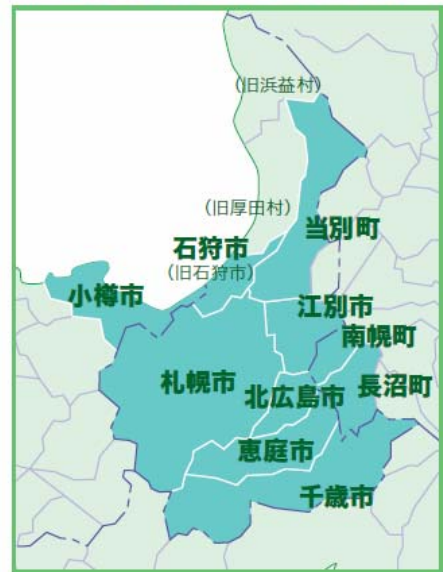 (旧浜益村)
(旧厚田村)
当別町
石狩市
(旧石狩市)
小樽市
江別市
南幌町
札幌市
北広島市
長沼町
恵庭市
千歳市